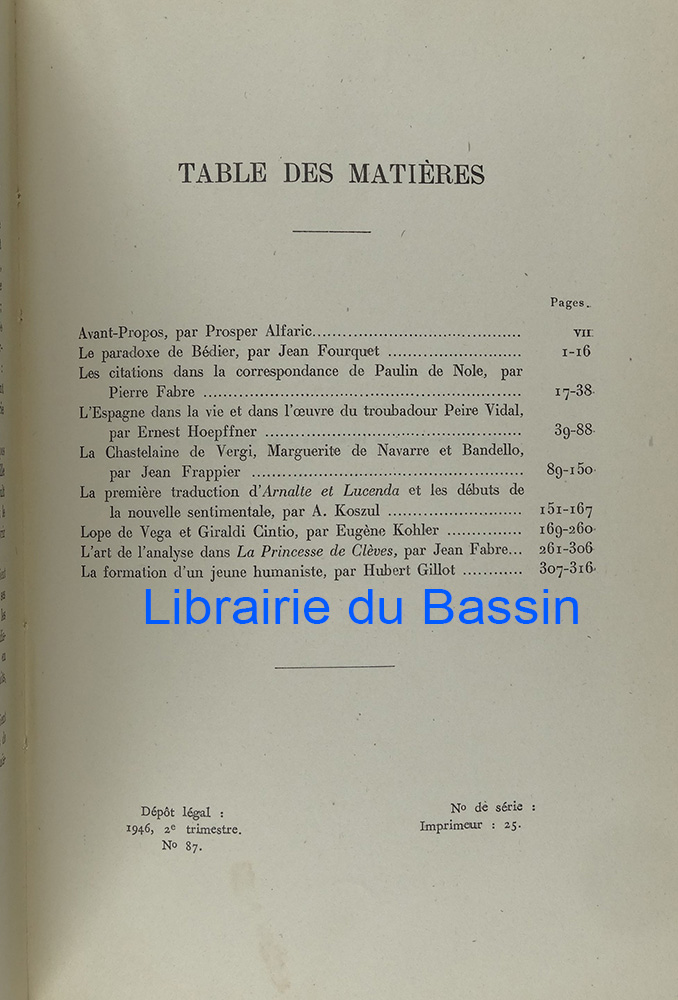 TABLE DES MATIÈRES
Pages.
Avant-Propos, par Prosper Alfaric.......................................... VII
Le paradoxe de Bédier, par Jean Fourquet ........................... 1-16
Les citations dans la correspondance de Paulin de Nole, par
Pierre Fabre ................................................................ 17-38
L'Espagne dans la vie et dans l'œuvre du troubadour Peire Vidal,
par Ernest Hoepffner .................................................... 39-88
La Chastelaine de Vergi, Marguerite de Navarre et Bandello,
par Jean Frappier ....................................................... 89-150
La première traduction d'Arnalte et Lucenda et les débuts de
la nouvelle sentimentale, par A. Koszul ........................... 151-167
Lope de Vega et Giraldi Cintio, par Eugène Kohler ............... 169-260
L'art de l'analyse dans La Princesse de Clèves, par Jean Fabre... 261-306
La formation d'un jeune humaniste, par Hubert Gillot ............ 307-316
Librairie du Bassin
Dépôt légal :
1946, 2e trimestre.
No 87.
No de série :
Imprimeur : 25.